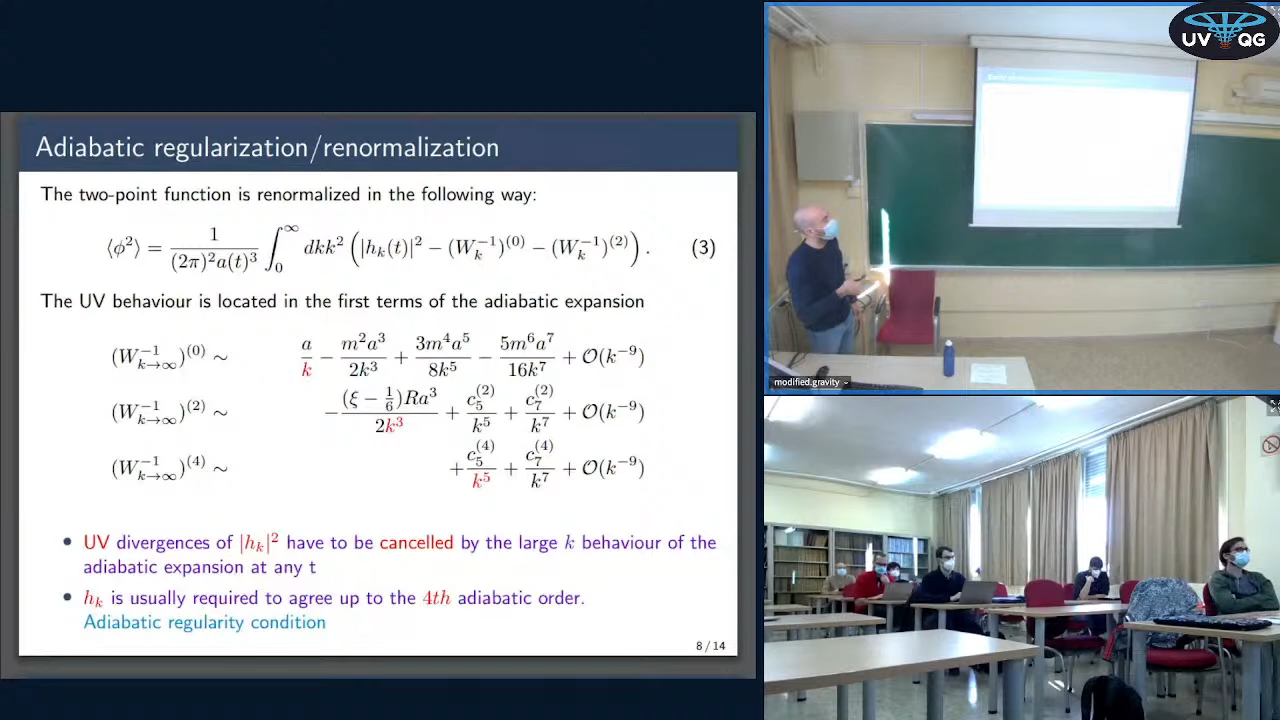 Adiabatic regularization/renormalization
The two-point function is renormalized in the following way:
⟨ϕ²⟩ = 1/((2π)²a(t)³) ∫₀^∞ dkk² (|h_k(t)|² − (W_k^{-1})^{(0)} − (W_k^{-1})^{(2)}). (3)
The UV behaviour is located in the first terms of the adiabatic expansion
(W_{k→∞}^{-1})^{(0)} ∼ a/k − m²a³/2k³ + 3m⁴a⁵/8k⁵ − 5m⁶a⁷/16k⁷ + 𝒪(k^{-9})
(W_{k→∞}^{-1})^{(2)} ∼ −(ξ − 1/6)Ra³/2k³ + c_5^{(2)}/k⁵ + c_7^{(2)}/k⁷ + 𝒪(k^{-9})
(W_{k→∞}^{-1})^{(4)} ∼ +c_5^{(4)}/k⁵ + c_7^{(4)}/k⁷ + 𝒪(k^{-9})
• UV divergences of |h_k|² have to be cancelled by the large k behaviour of the
adiabatic expansion at any t
• h_k is usually required to agree up to the 4th adiabatic order.
Adiabatic regularity condition
8 / 14
UV QG
modified.gravity